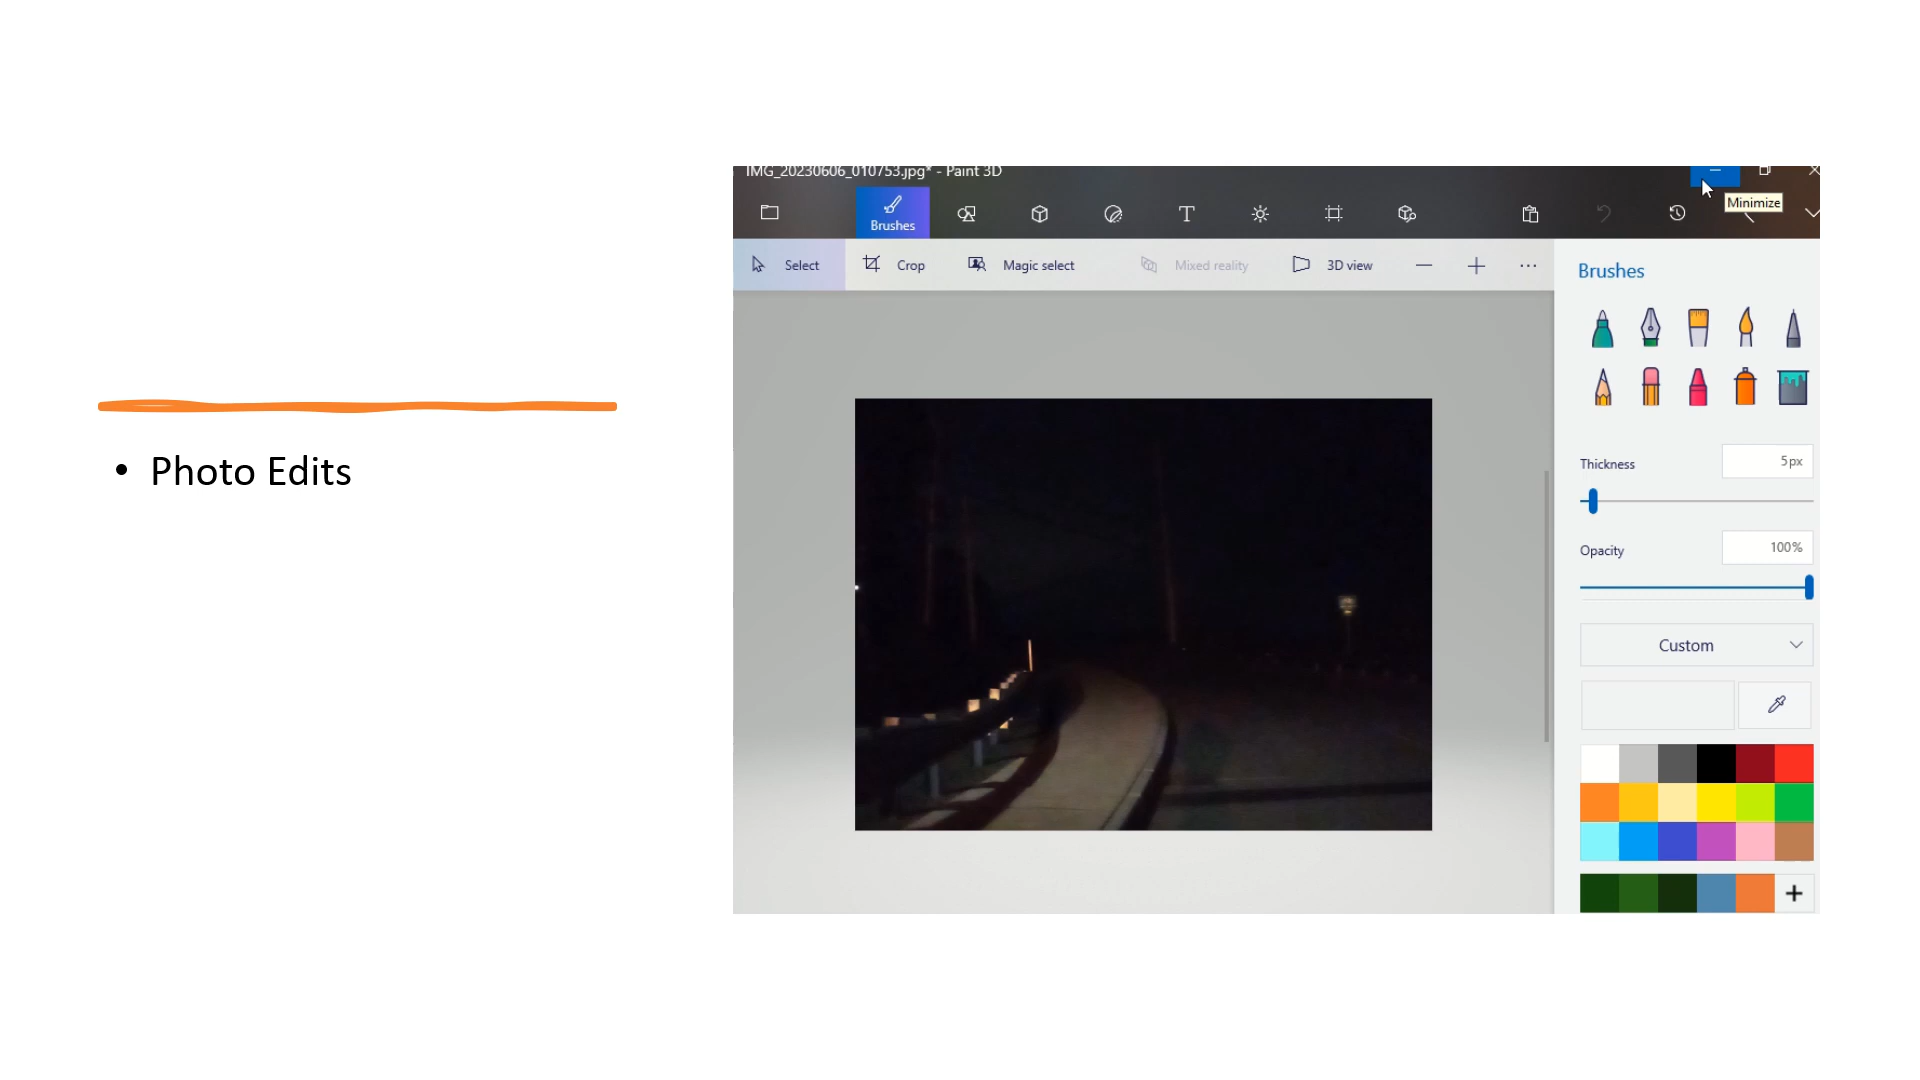 IMG_20230606_010753.jpg* - Paint 3D
Minimize
Brushes
Select Crop Magic select Mixed reality 3D view
Brushes
• Photo Edits
Thickness 5px
Opacity 100%
Custom